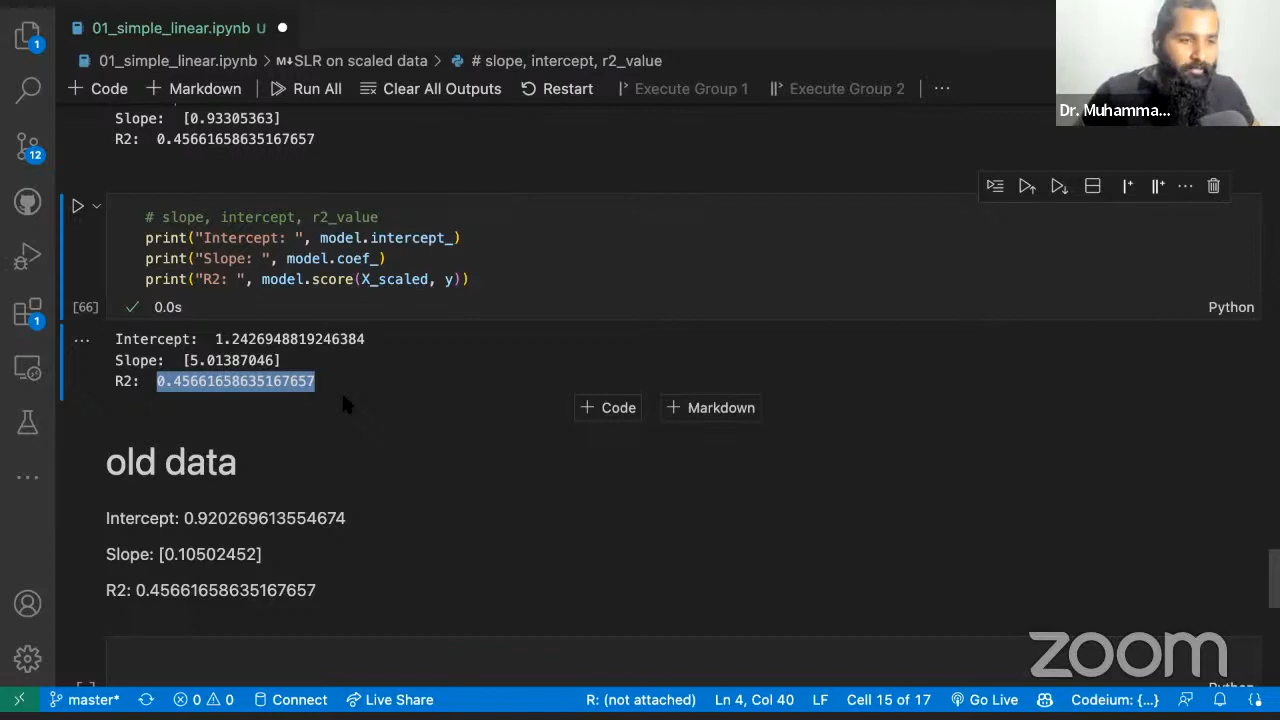 01_simple_linear.ipynb U
01_simple_linear.ipynb > M↓SLR on scaled data > # slope, intercept, r2_value
+ Code + Markdown Run All Clear All Outputs Restart Execute Group 1 Execute Group 2 ...
Dr. Muhamma...
1
12
1
Slope: [0.93305363]
R2: 0.45661658635167657
# slope, intercept, r2_value
print("Intercept: ", model.intercept_)
print("Slope: ", model.coef_)
print("R2: ", model.score(X_scaled, y))
[66] 0.0s Python
Intercept: 1.2426948819246384
Slope: [5.01387046]
R2: 0.45661658635167657
+ Code + Markdown
old data
Intercept: 0.920269613554674
Slope: [0.10502452]
R2: 0.45661658635167657
zoom
master* 0 0 Connect Live Share R: (not attached) Ln 4, Col 40 LF Cell 15 of 17 Go Live Codeium: {...}